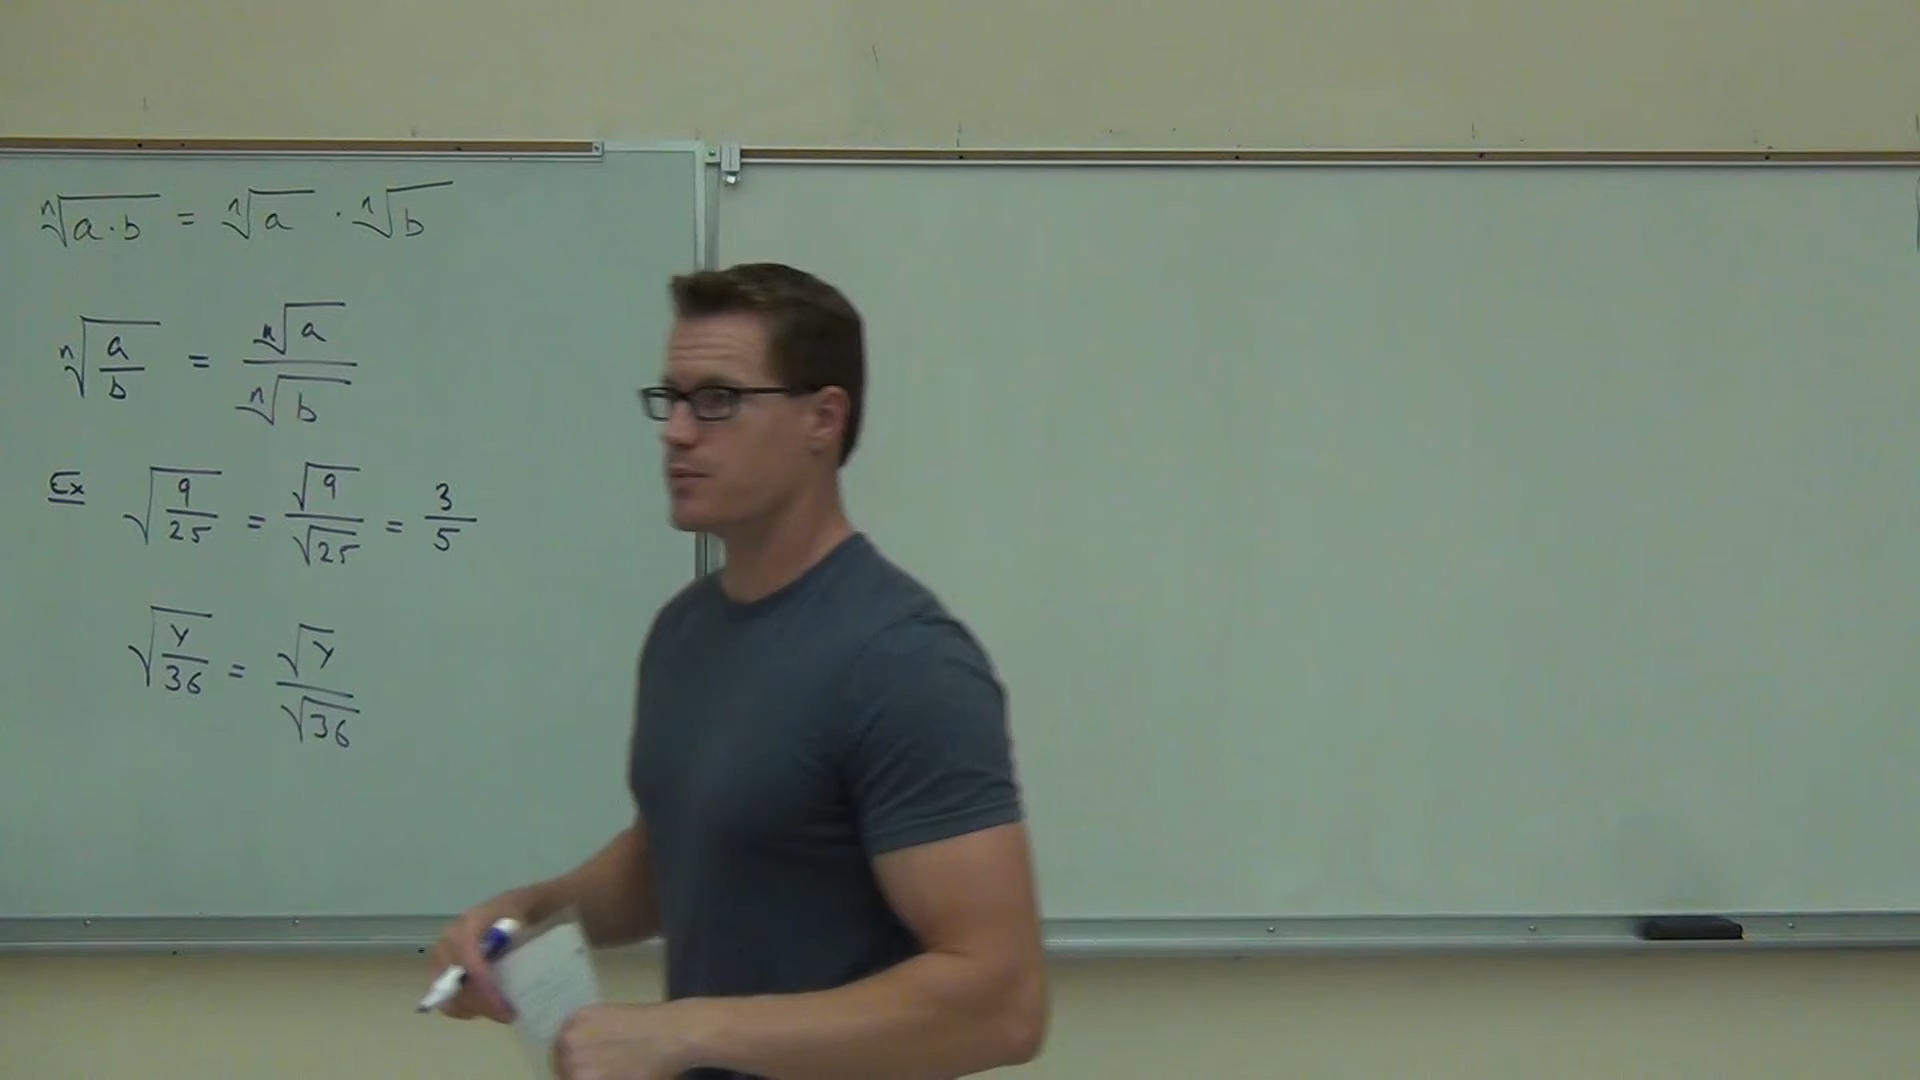 ⁿ√(a·b) = ⁿ√a · ⁿ√b
ⁿ√(a/b) = ⁿ√a / ⁿ√b
Ex √(9/25) = √9 / √25 = 3/5
√(y/36) = √y / √36